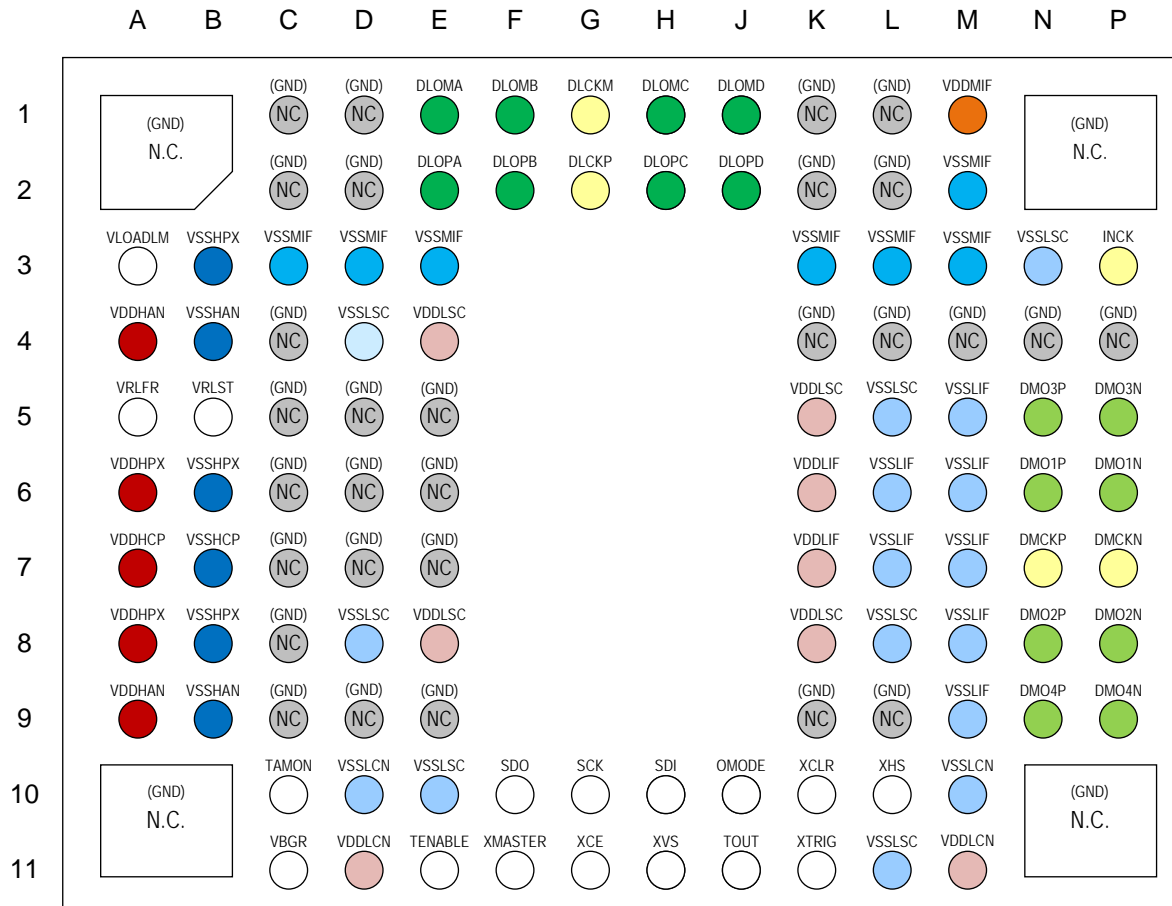 A B C D E F G H J K L M N P
(GND) (GND) DLOMA DLOMB DLCKM DLOMC DLOMD (GND) (GND) VDDMIF
1 (GND) N.C. NC NC NC NC (GND) N.C.
(GND) (GND) DLOPA DLOPB DLCKP DLOPC DLOPD (GND) (GND) VSSMIF
2 NC NC NC NC
VLOADLM VSSHPX VSSMIF VSSMIF VSSMIF VSSMIF VSSMIF VSSMIF VSSLSC INCK
3
VDDHAN VSSHAN (GND) VSSLSC VDDLSC (GND) (GND) (GND) (GND) (GND)
4 NC NC NC NC NC NC
VRLFR VRLST (GND) (GND) (GND) VDDLSC VSSLSC VSSLIF DMO3P DMO3N
5 NC NC NC
VDDHPX VSSHPX (GND) (GND) (GND) VDDLIF VSSLIF VSSLIF DMO1P DMO1N
6 NC NC NC
VDDHCP VSSHCP (GND) (GND) (GND) VDDLIF VSSLIF VSSLIF DMCKP DMCKN
7 NC NC NC
VDDHPX VSSHPX (GND) VSSLSC VDDLSC VDDLSC VSSLSC VSSLIF DMO2P DMO2N
8 NC
VDDHAN VSSHAN (GND) (GND) (GND) (GND) (GND) VSSLIF DMO4P DMO4N
9 NC NC NC NC NC
TAMON VSSLCN VSSLSC SDO SCK SDI OMODE XCLR XHS VSSLCN
10 (GND) N.C. (GND) N.C.
VBGR VDDLCN TENABLE XMASTER XCE XVS TOUT XTRIG VSSLSC VDDLCN
11